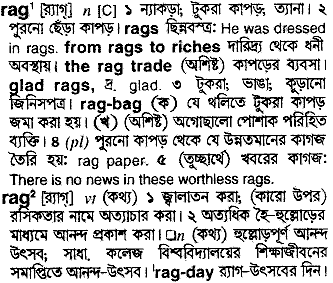 rag¹ [র‍্যাগ্] n [C] ১ ন্যাকড়া; টুকরা কাপড়; ত্যানা। ২
পুরনো ছেঁড়া কাপড়। rags ছিন্নবস্ত্র: He was dressed
in rags. from rags to riches দারিদ্র্য থেকে ধনী
অবস্থায়। the rag trade (অশিষ্ট) কাপড়ের ব্যবসা।
glad rags, দ্র. glad. ৩ টুকরা; ভাঙা; কুড়ানো
জিনিসপত্র। rag-bag (ক) যে থলিতে টুকরা কাপড়
জমা করা হয়। (খ) (অশিষ্ট) অগোছালো পোশাক পরিহিত
ব্যক্তি। ৪ (pl) পুরনো কাপড় থেকে যে উন্নতমানের কাগজ
তৈরি হয়: rag paper. ৫ (তুচ্ছার্থে) খবরের কাগজ:
There is no news in these worthless rags.
rag² [র‍্যাগ্] vi (কথ্য) ১ জ্বালাতন করা; (কারো উপর)
রসিকতার নামে অত্যাচার করা। ২ অত্যধিক হৈ-হুল্লোড়ের
মাধ্যমে আনন্দ প্রকাশ করা। □n (কথ্য) হুল্লোড়পূর্ণ আনন্দ
উৎসব; সাধা, কলেজ বিশ্ববিদ্যালয়ের শিক্ষাজীবনের
সমাপ্তিতে আনন্দ-উৎসব। ˈrag-day র‍্যাগ-উৎসবের দিন।